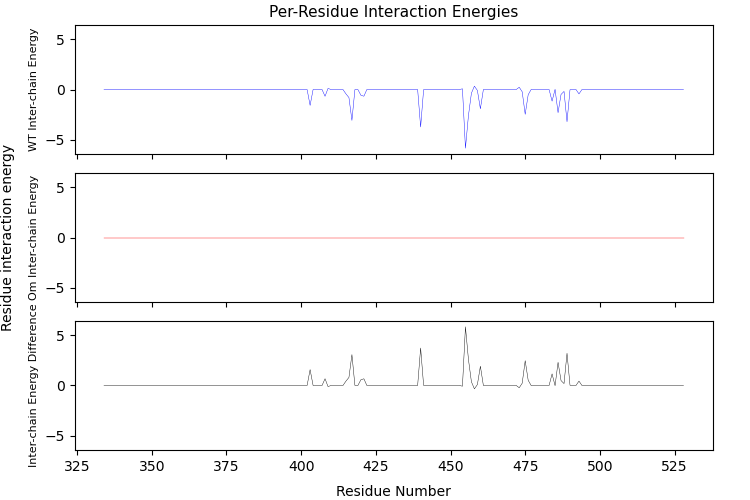 Per-Residue Interaction Energies
Residue interaction energy
WT Inter-chain Energy
5
0
−5
Om Inter-chain Energy
5
0
−5
Inter-chain Energy Difference
5
0
−5
325 350 375 400 425 450 475 500 525
Residue Number